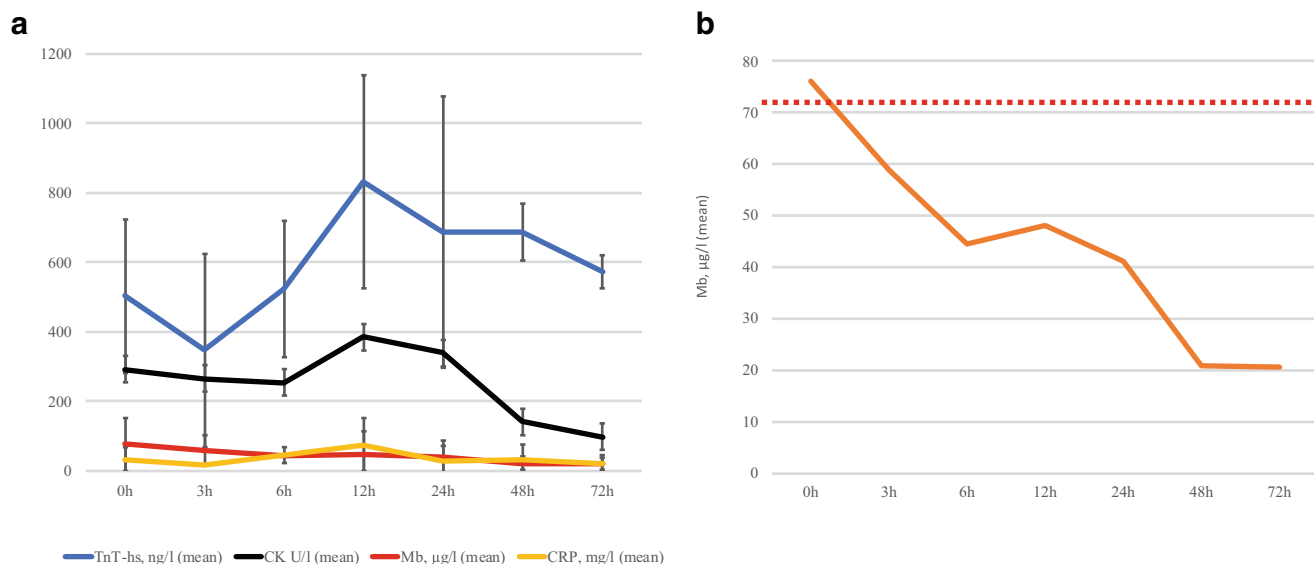 a
1200
1000
800
600
400
200
0
0h 3h 6h 12h 24h 48h 72h
TnT-hs, ng/l (mean) CK U/l (mean) Mb, µg/l (mean) CRP, mg/l (mean)
b
80
70
60
50
40
30
20
10
0
Mb, µg/l (mean)
0h 3h 6h 12h 24h 48h 72h